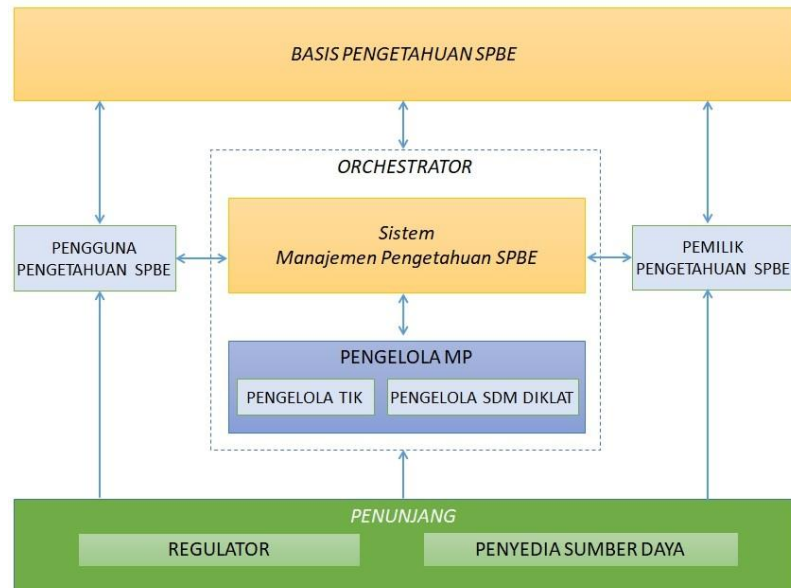 BASIS PENGETAHUAN SPBE
ORCHESTRATOR
Sistem
Manajemen Pengetahuan SPBE
PENGGUNA
PENGETAHUAN SPBE
PEMILIK
PENGETAHUAN SPBE
PENGELOLA MP
PENGELOLA TIK
PENGELOLA SDM DIKLAT
PENUNJANG
REGULATOR
PENYEDIA SUMBER DAYA